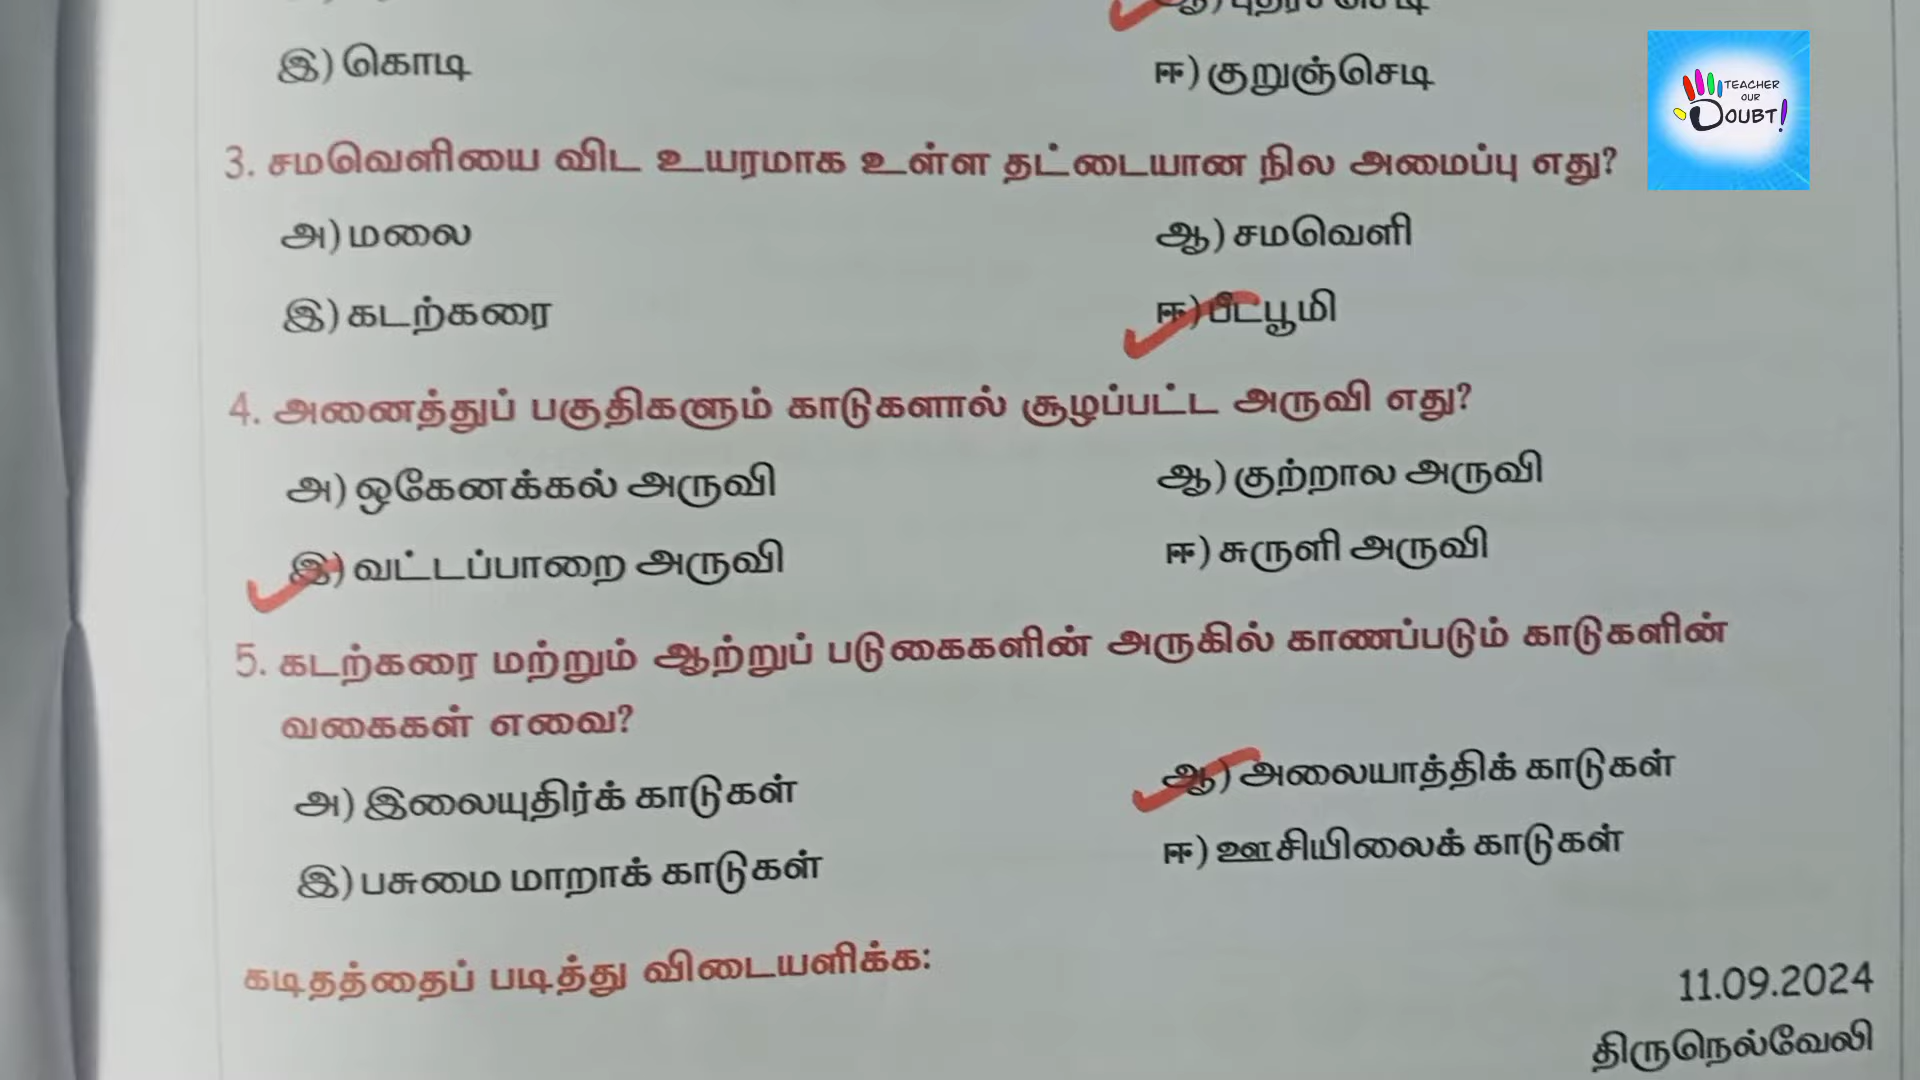 ஆ) புதர்ச் செடி
இ) கொடி
ஈ) குறுஞ்செடி
TEACHER
OUR
DOUBT!
3. சமவெளியை விட உயரமாக உள்ள தட்டையான நில அமைப்பு எது?
அ) மலை
ஆ) சமவெளி
இ) கடற்கரை
ஈ) பீடபூமி
4. அனைத்துப் பகுதிகளும் காடுகளால் சூழப்பட்ட அருவி எது?
அ) ஒகேனக்கல் அருவி
ஆ) குற்றால அருவி
இ) வட்டப்பாறை அருவி
ஈ) சுருளி அருவி
5. கடற்கரை மற்றும் ஆற்றுப் படுகைகளின் அருகில் காணப்படும் காடுகளின்
வகைகள் எவை?
அ) இலையுதிர்க் காடுகள்
ஆ) அலையாத்திக் காடுகள்
இ) பசுமை மாறாக் காடுகள்
ஈ) ஊசியிலைக் காடுகள்
கடிதத்தைப் படித்து விடையளிக்க:
11.09.2024
திருநெல்வேலி